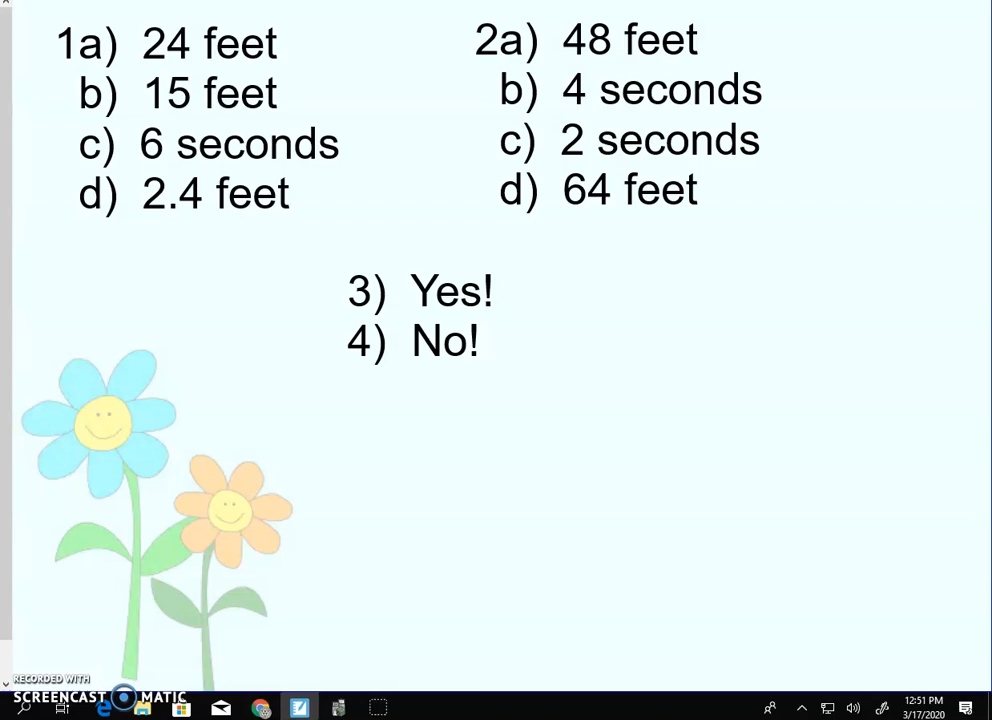 1a) 24 feet
b) 15 feet
c) 6 seconds
d) 2.4 feet
2a) 48 feet
b) 4 seconds
c) 2 seconds
d) 64 feet
3) Yes!
4) No!
RECORDED WITH
SCREENCAST MATIC
12:51 PM
3/17/2020